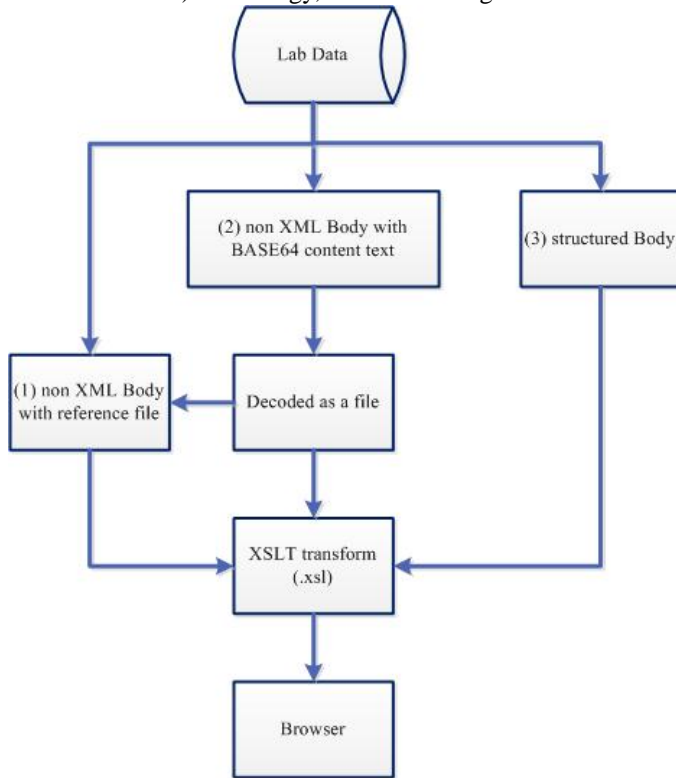 Lab Data
(2) non XML Body with
BASE64 content text
(3) structured Body
(1) non XML Body
with reference file
Decoded as a file
XSLT transform
(.xsl)
Browser